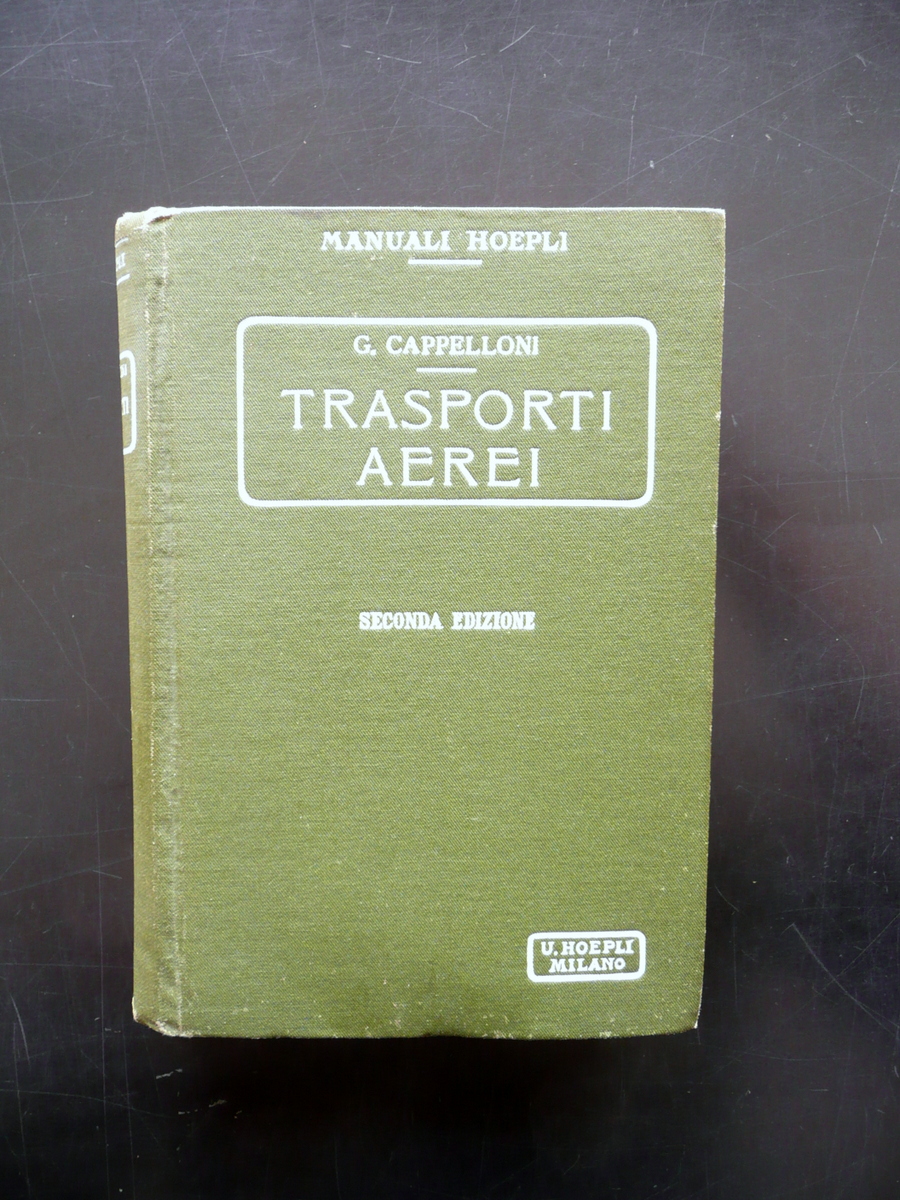 MANUALI HOEPLI
G. CAPPELLONI
TRASPORTI
AEREI
SECONDA EDIZIONE
U. HOEPLI
MILANO